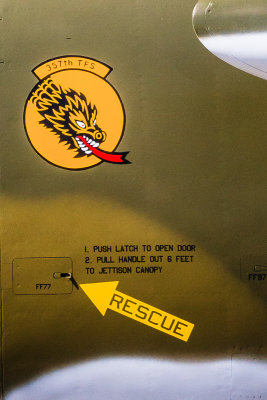 357th TFS
1. PUSH LATCH TO OPEN DOOR
2. PULL HANDLE OUT 6 FEET
TO JETTISON CANOPY
FF77
FF97
RESCUE